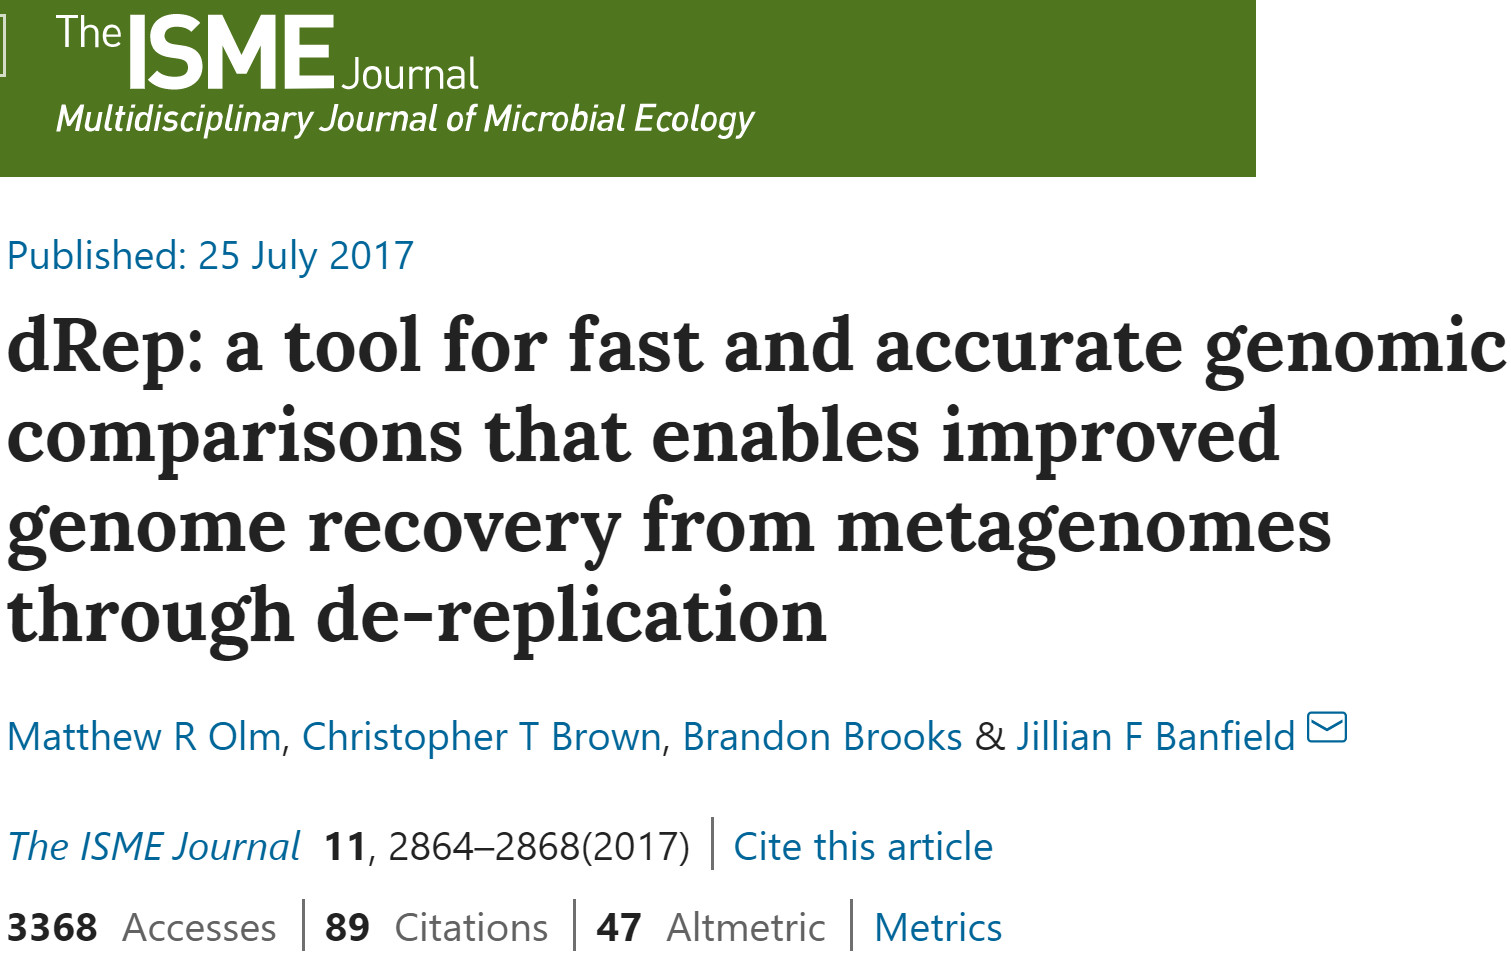 The ISME Journal
Multidisciplinary Journal of Microbial Ecology
Published: 25 July 2017
dRep: a tool for fast and accurate genomic
comparisons that enables improved
genome recovery from metagenomes
through de-replication
Matthew R Olm, Christopher T Brown, Brandon Brooks & Jillian F Banfield
The ISME Journal 11, 2864–2868(2017) | Cite this article
3368 Accesses | 89 Citations | 47 Altmetric | Metrics